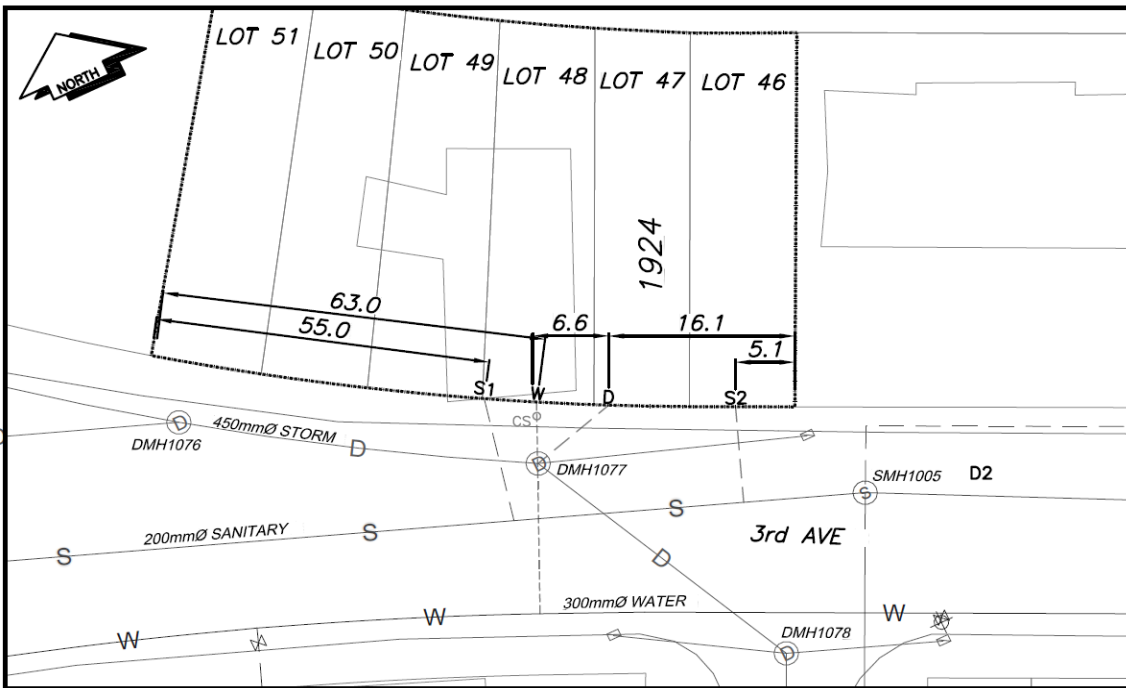 LOT 51
LOT 50
LOT 49
LOT 48
LOT 47
LOT 46
NORTH
1924
63.0
55.0
6.6
16.1
5.1
S1
W
D
S2
CS
D
DMH1076
450mmØ STORM
D
D
DMH1077
S
SMH1005
D2
S
S
S
200mmØ SANITARY
3rd AVE
D
300mmØ WATER
W
W
W
D
DMH1078